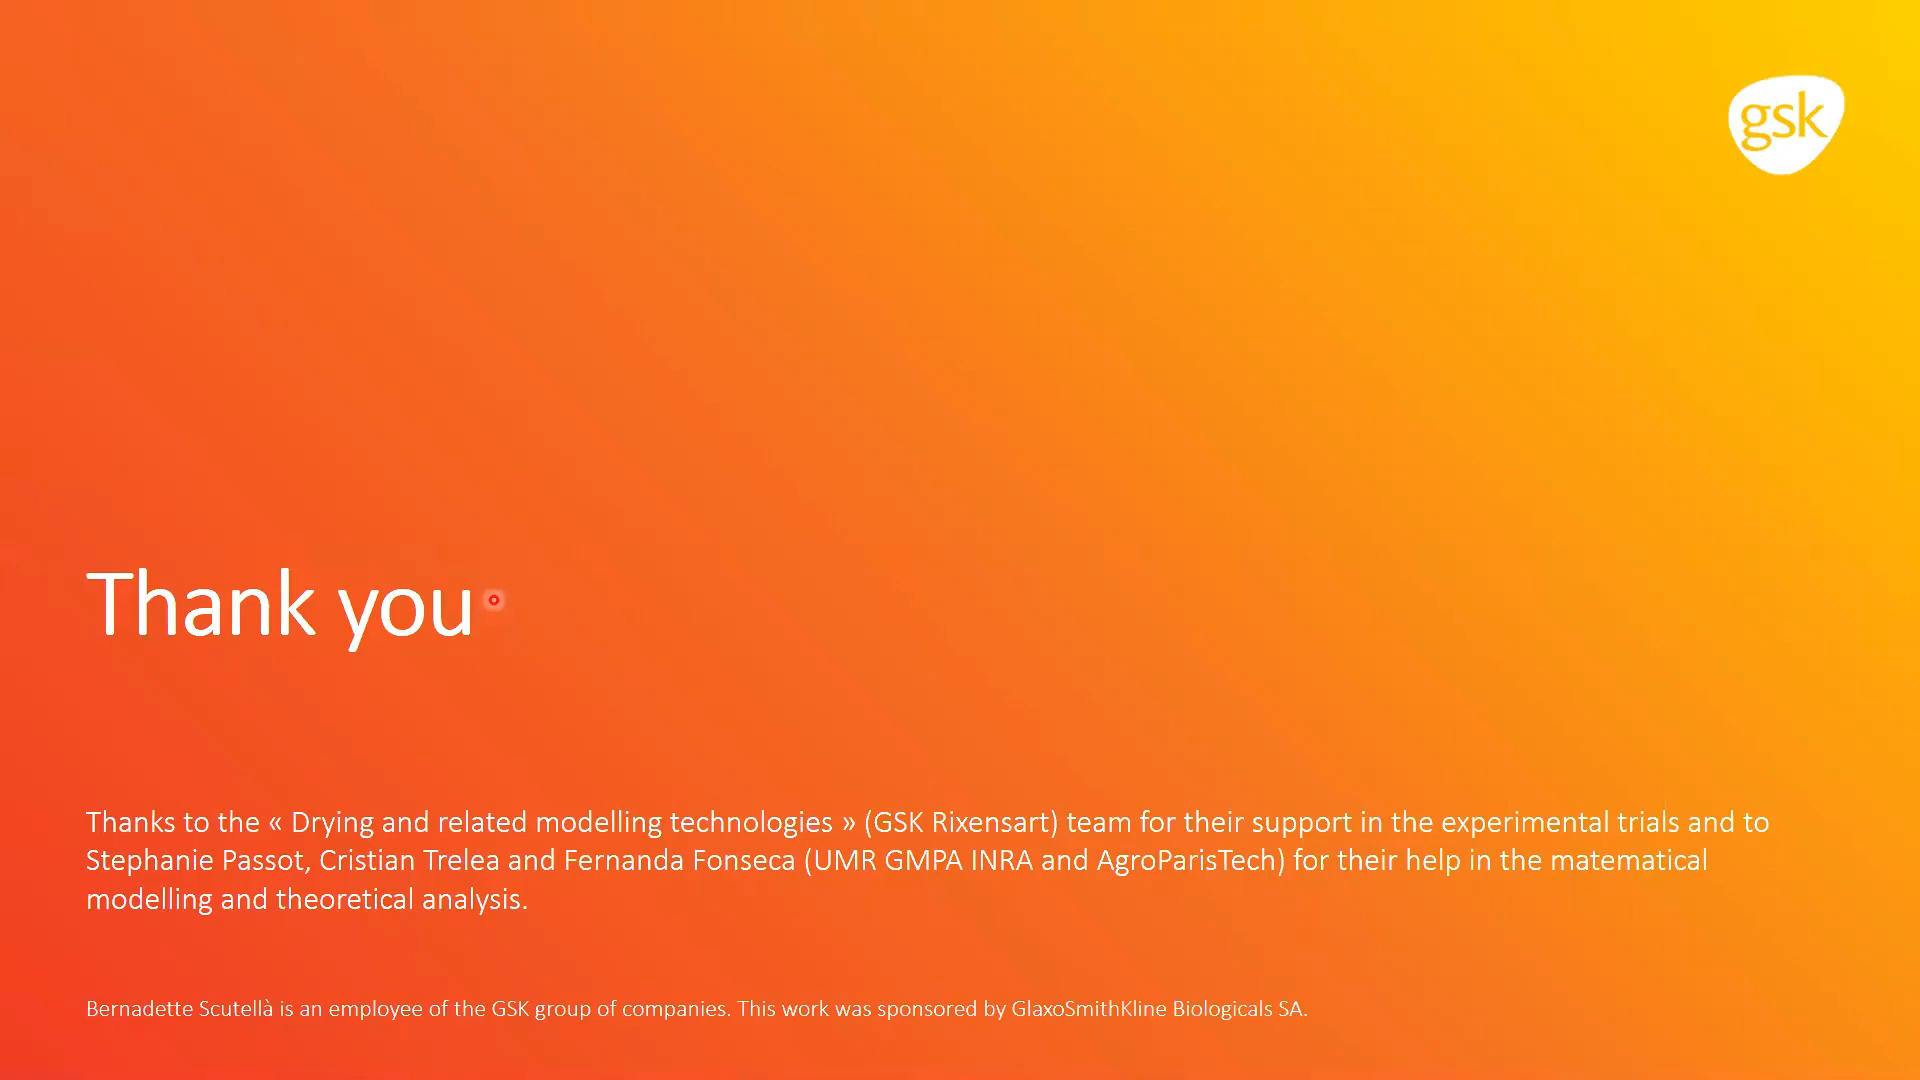 gsk
Thank you
Thanks to the « Drying and related modelling technologies » (GSK Rixensart) team for their support in the experimental trials and to
Stephanie Passot, Cristian Trelea and Fernanda Fonseca (UMR GMPA INRA and AgroParisTech) for their help in the matematical
modelling and theoretical analysis.
Bernadette Scutellà is an employee of the GSK group of companies. This work was sponsored by GlaxoSmithKline Biologicals SA.